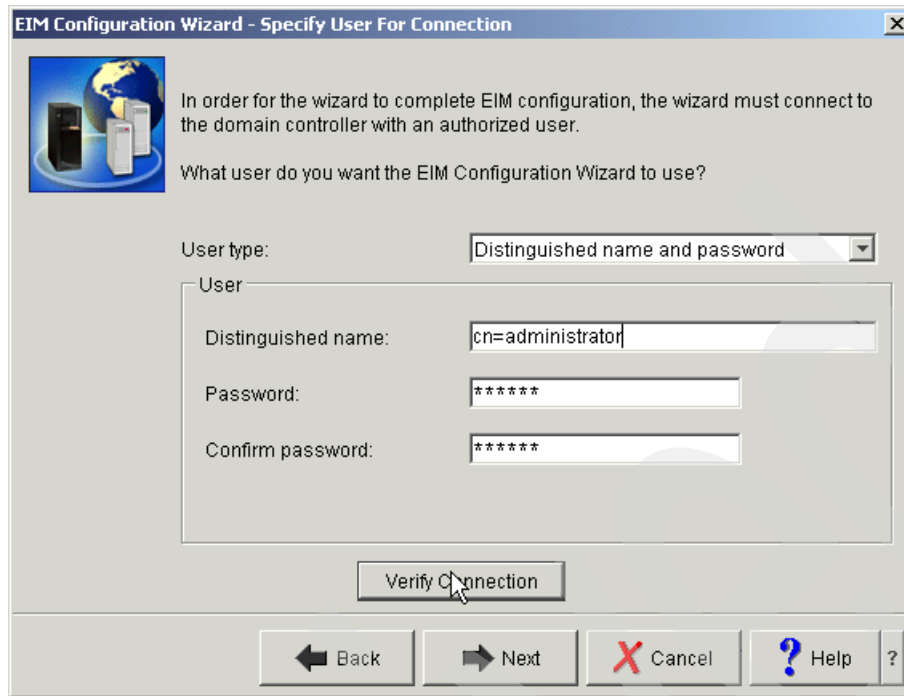 EIM Configuration Wizard - Specify User For Connection
In order for the wizard to complete EIM configuration, the wizard must connect to
the domain controller with an authorized user.
What user do you want the EIM Configuration Wizard to use?
User type: Distinguished name and password
User
Distinguished name: cn=administrator
Password: ******
Confirm password: ******
Verify Connection
Back Next Cancel ? Help ?